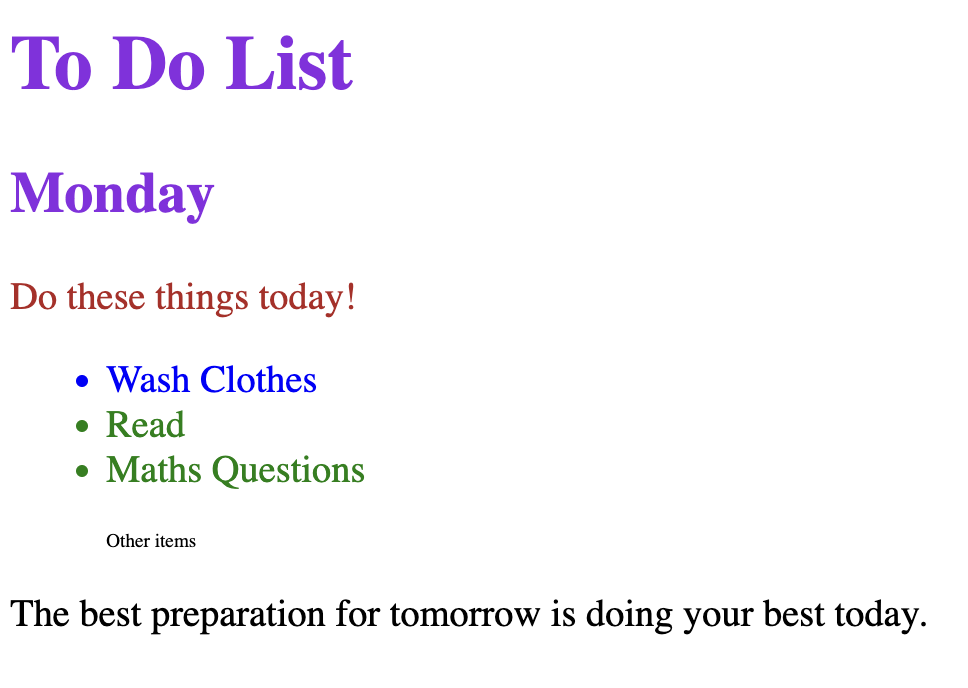 To Do List
Monday
Do these things today!
Wash Clothes
Read
Maths Questions
Other items
The best preparation for tomorrow is doing your best today.